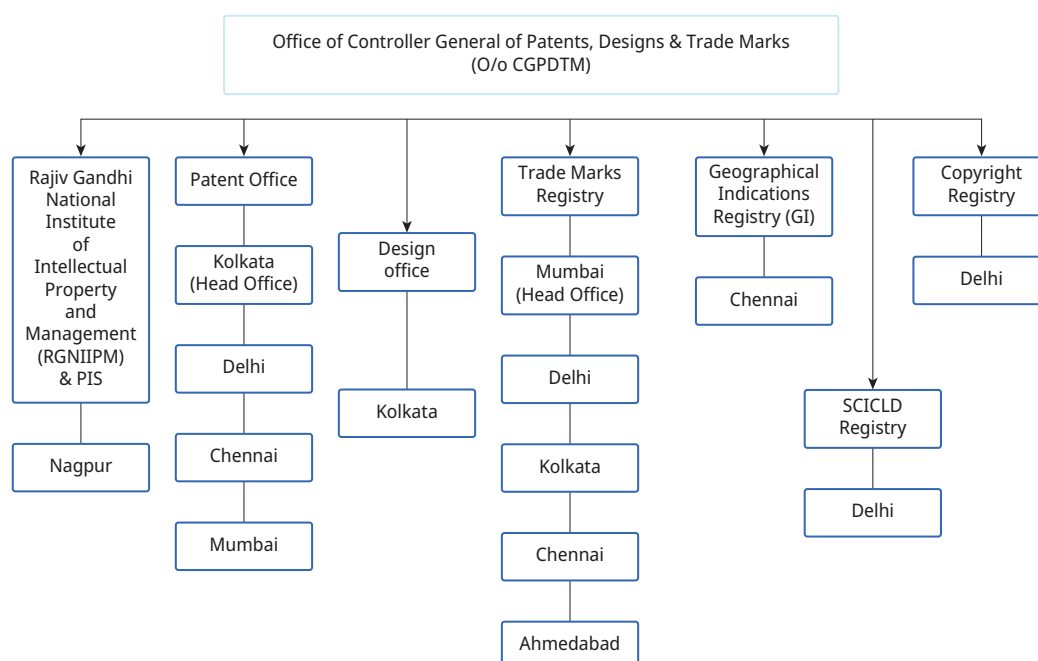 Office of Controller General of Patents, Designs & Trade Marks
(O/o CGPDTM)
Rajiv Gandhi
National
Institute
of
Intellectual
Property
and
Management
(RGNIIPM)
& PIS
Nagpur
Patent Office
Kolkata
(Head Office)
Delhi
Chennai
Mumbai
Design
office
Kolkata
Trade Marks
Registry
Mumbai
(Head Office)
Delhi
Kolkata
Chennai
Ahmedabad
Geographical
Indications
Registry (GI)
Chennai
SCICLD
Registry
Delhi
Copyright
Registry
Delhi